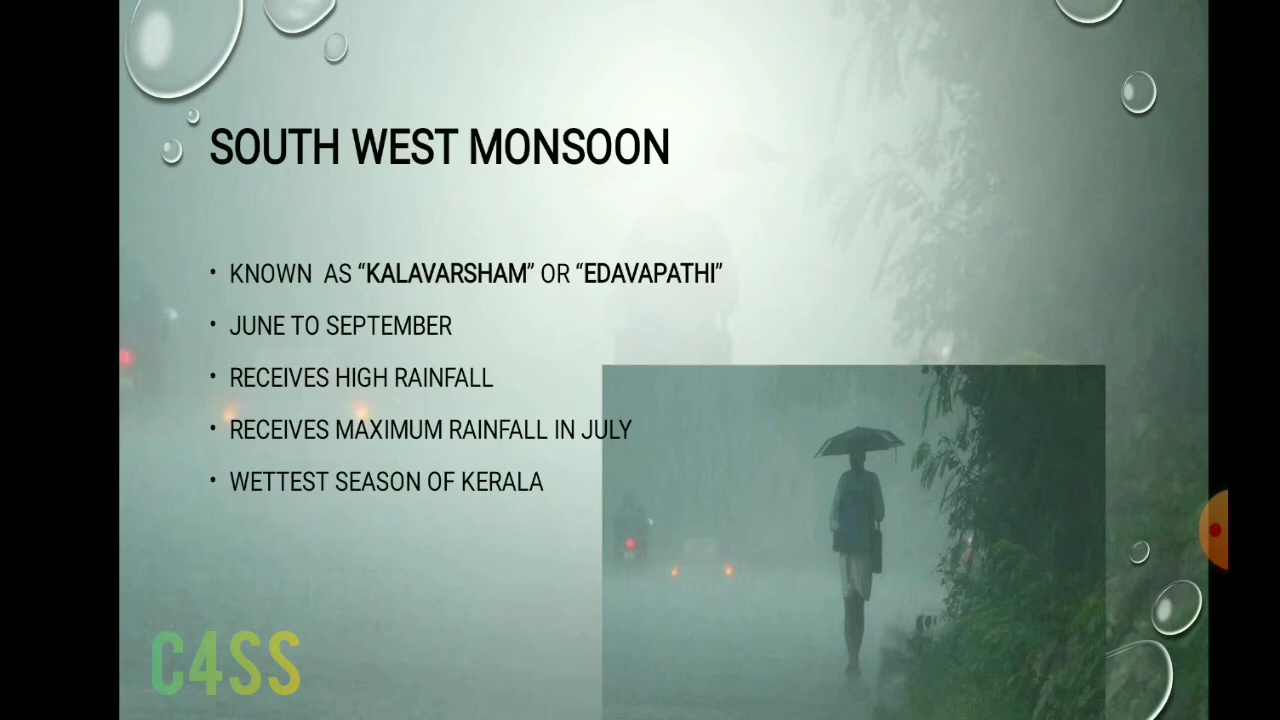 SOUTH WEST MONSOON
• KNOWN AS “KALAVARSHAM” OR “EDAVAPATHI”
• JUNE TO SEPTEMBER
• RECEIVES HIGH RAINFALL
• RECEIVES MAXIMUM RAINFALL IN JULY
• WETTEST SEASON OF KERALA
C4SS